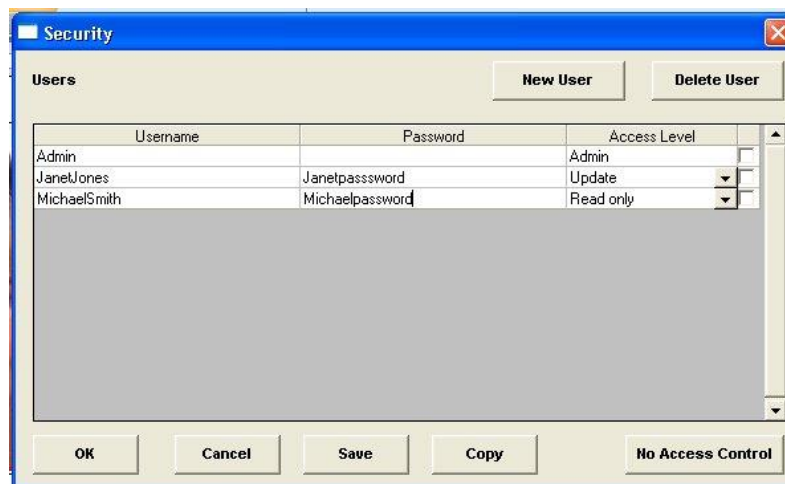 Security
Users New User Delete User
Username Password Access Level
Admin Admin
JanetJones Janetpasssword Update
MichaelSmith Michaelpassword Read only
OK Cancel Save Copy No Access Control